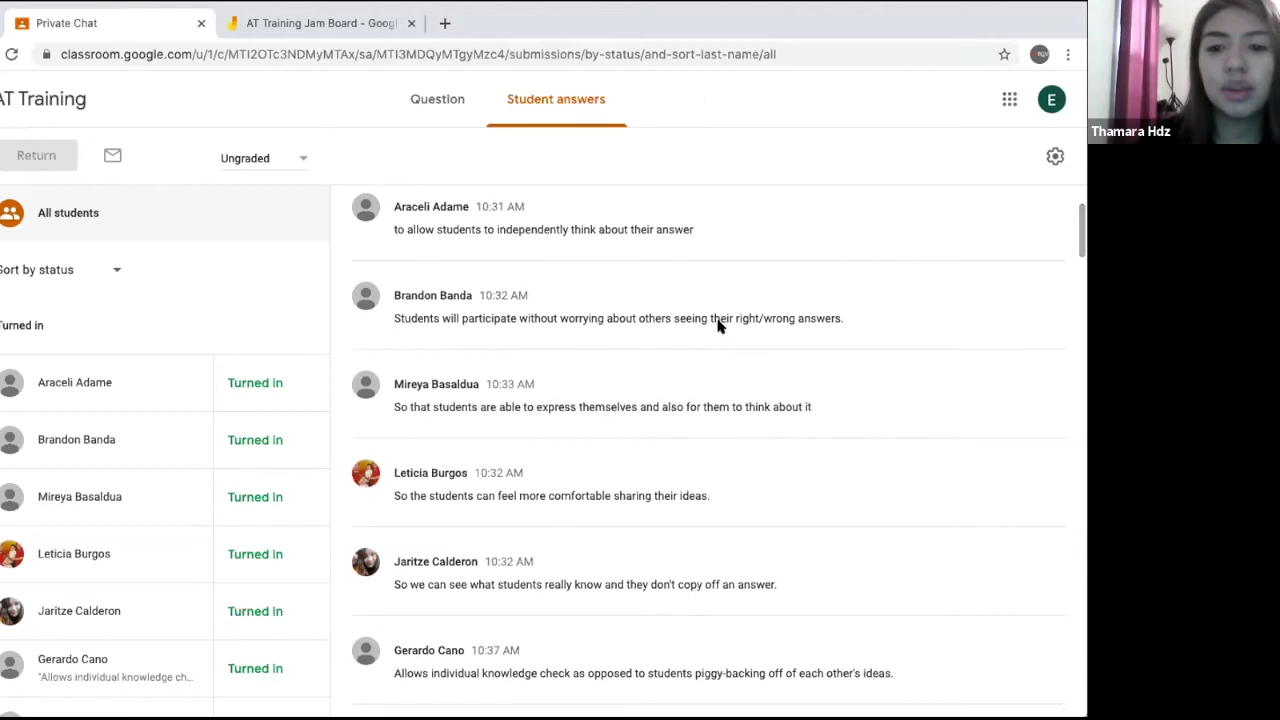 Private Chat
AT Training Jam Board - Googl
classroom.google.com/u/1/c/MTI2OTc3NDMyMTAx/sa/MTI3MDQyMTgyMzc4/submissions/by-status/and-sort-last-name/all
AT Training
Question
Student answers
E
Return
Ungraded
All students
Sort by status
Turned in
Araceli Adame
Turned in
Brandon Banda
Turned in
Mireya Basaldua
Turned in
Leticia Burgos
Turned in
Jaritze Calderon
Turned in
Gerardo Cano
"Allows individual knowledge ch...
Turned in
Araceli Adame 10:31 AM
to allow students to independently think about their answer
Brandon Banda 10:32 AM
Students will participate without worrying about others seeing their right/wrong answers.
Mireya Basaldua 10:33 AM
So that students are able to express themselves and also for them to think about it
Leticia Burgos 10:32 AM
So the students can feel more comfortable sharing their ideas.
Jaritze Calderon 10:32 AM
So we can see what students really know and they don't copy off an answer.
Gerardo Cano 10:37 AM
Allows individual knowledge check as opposed to students piggy-backing off of each other's ideas.
Thamara Hdz